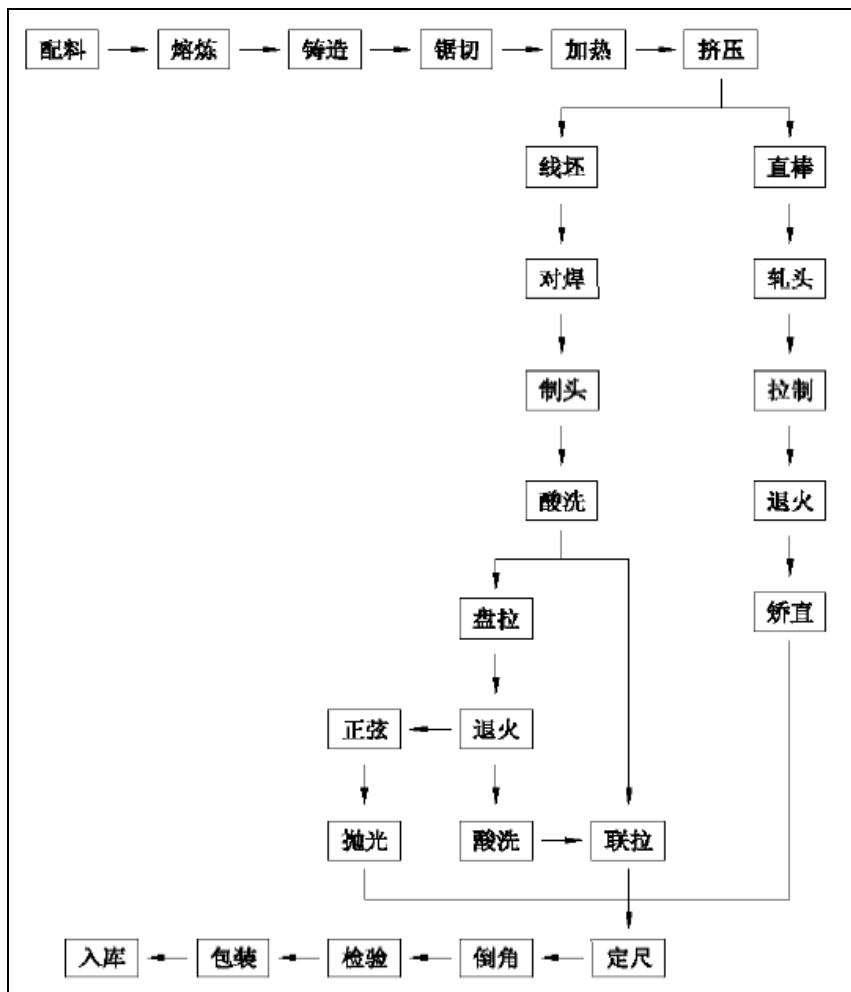 配料 熔炼 铸造 锯切 加热 挤压
线坯 直棒
对焊 轧头
制头 拉制
酸洗 退火
盘拉 矫直
正弦 退火
抛光 酸洗 联拉
入库 包装 检验 倒角 定尺